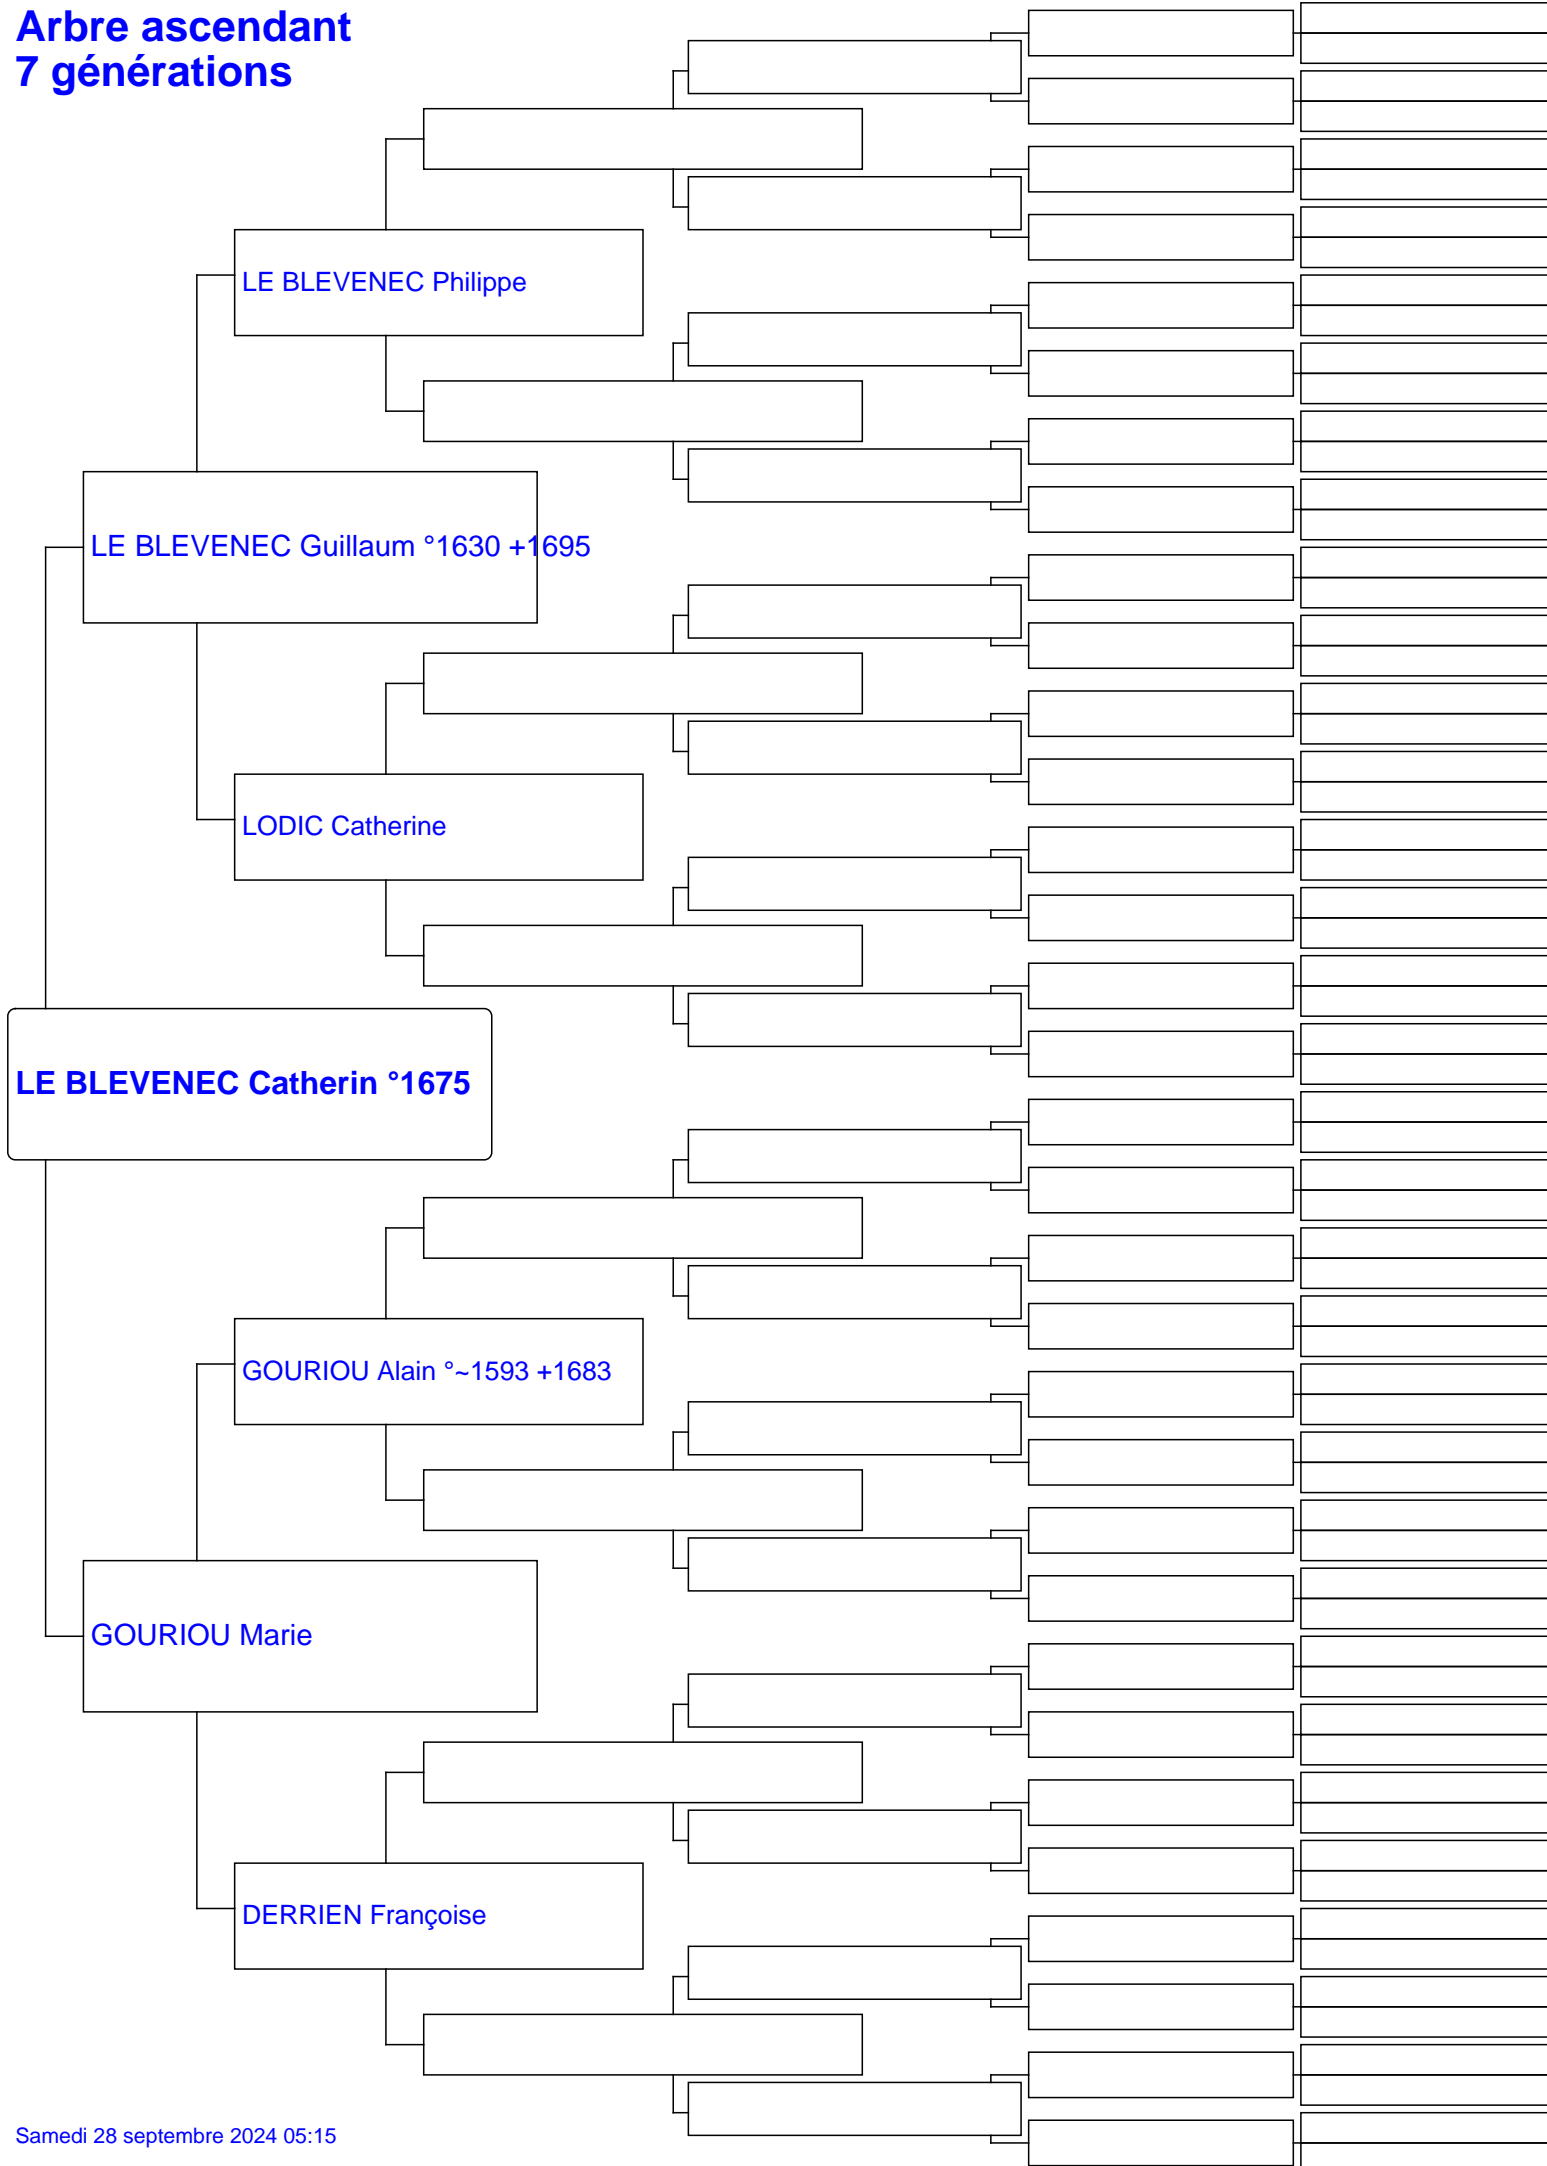 Arbre ascendant
7 générations
LE BLEVENEC Philippe
LE BLEVENEC Guillaum °1630 +1695
LODIC Catherine
LE BLEVENEC Catherin °1675
GOURIOU Alain °~1593 +1683
GOURIOU Marie
DERRIEN Françoise
Samedi 28 septembre 2024 05:15